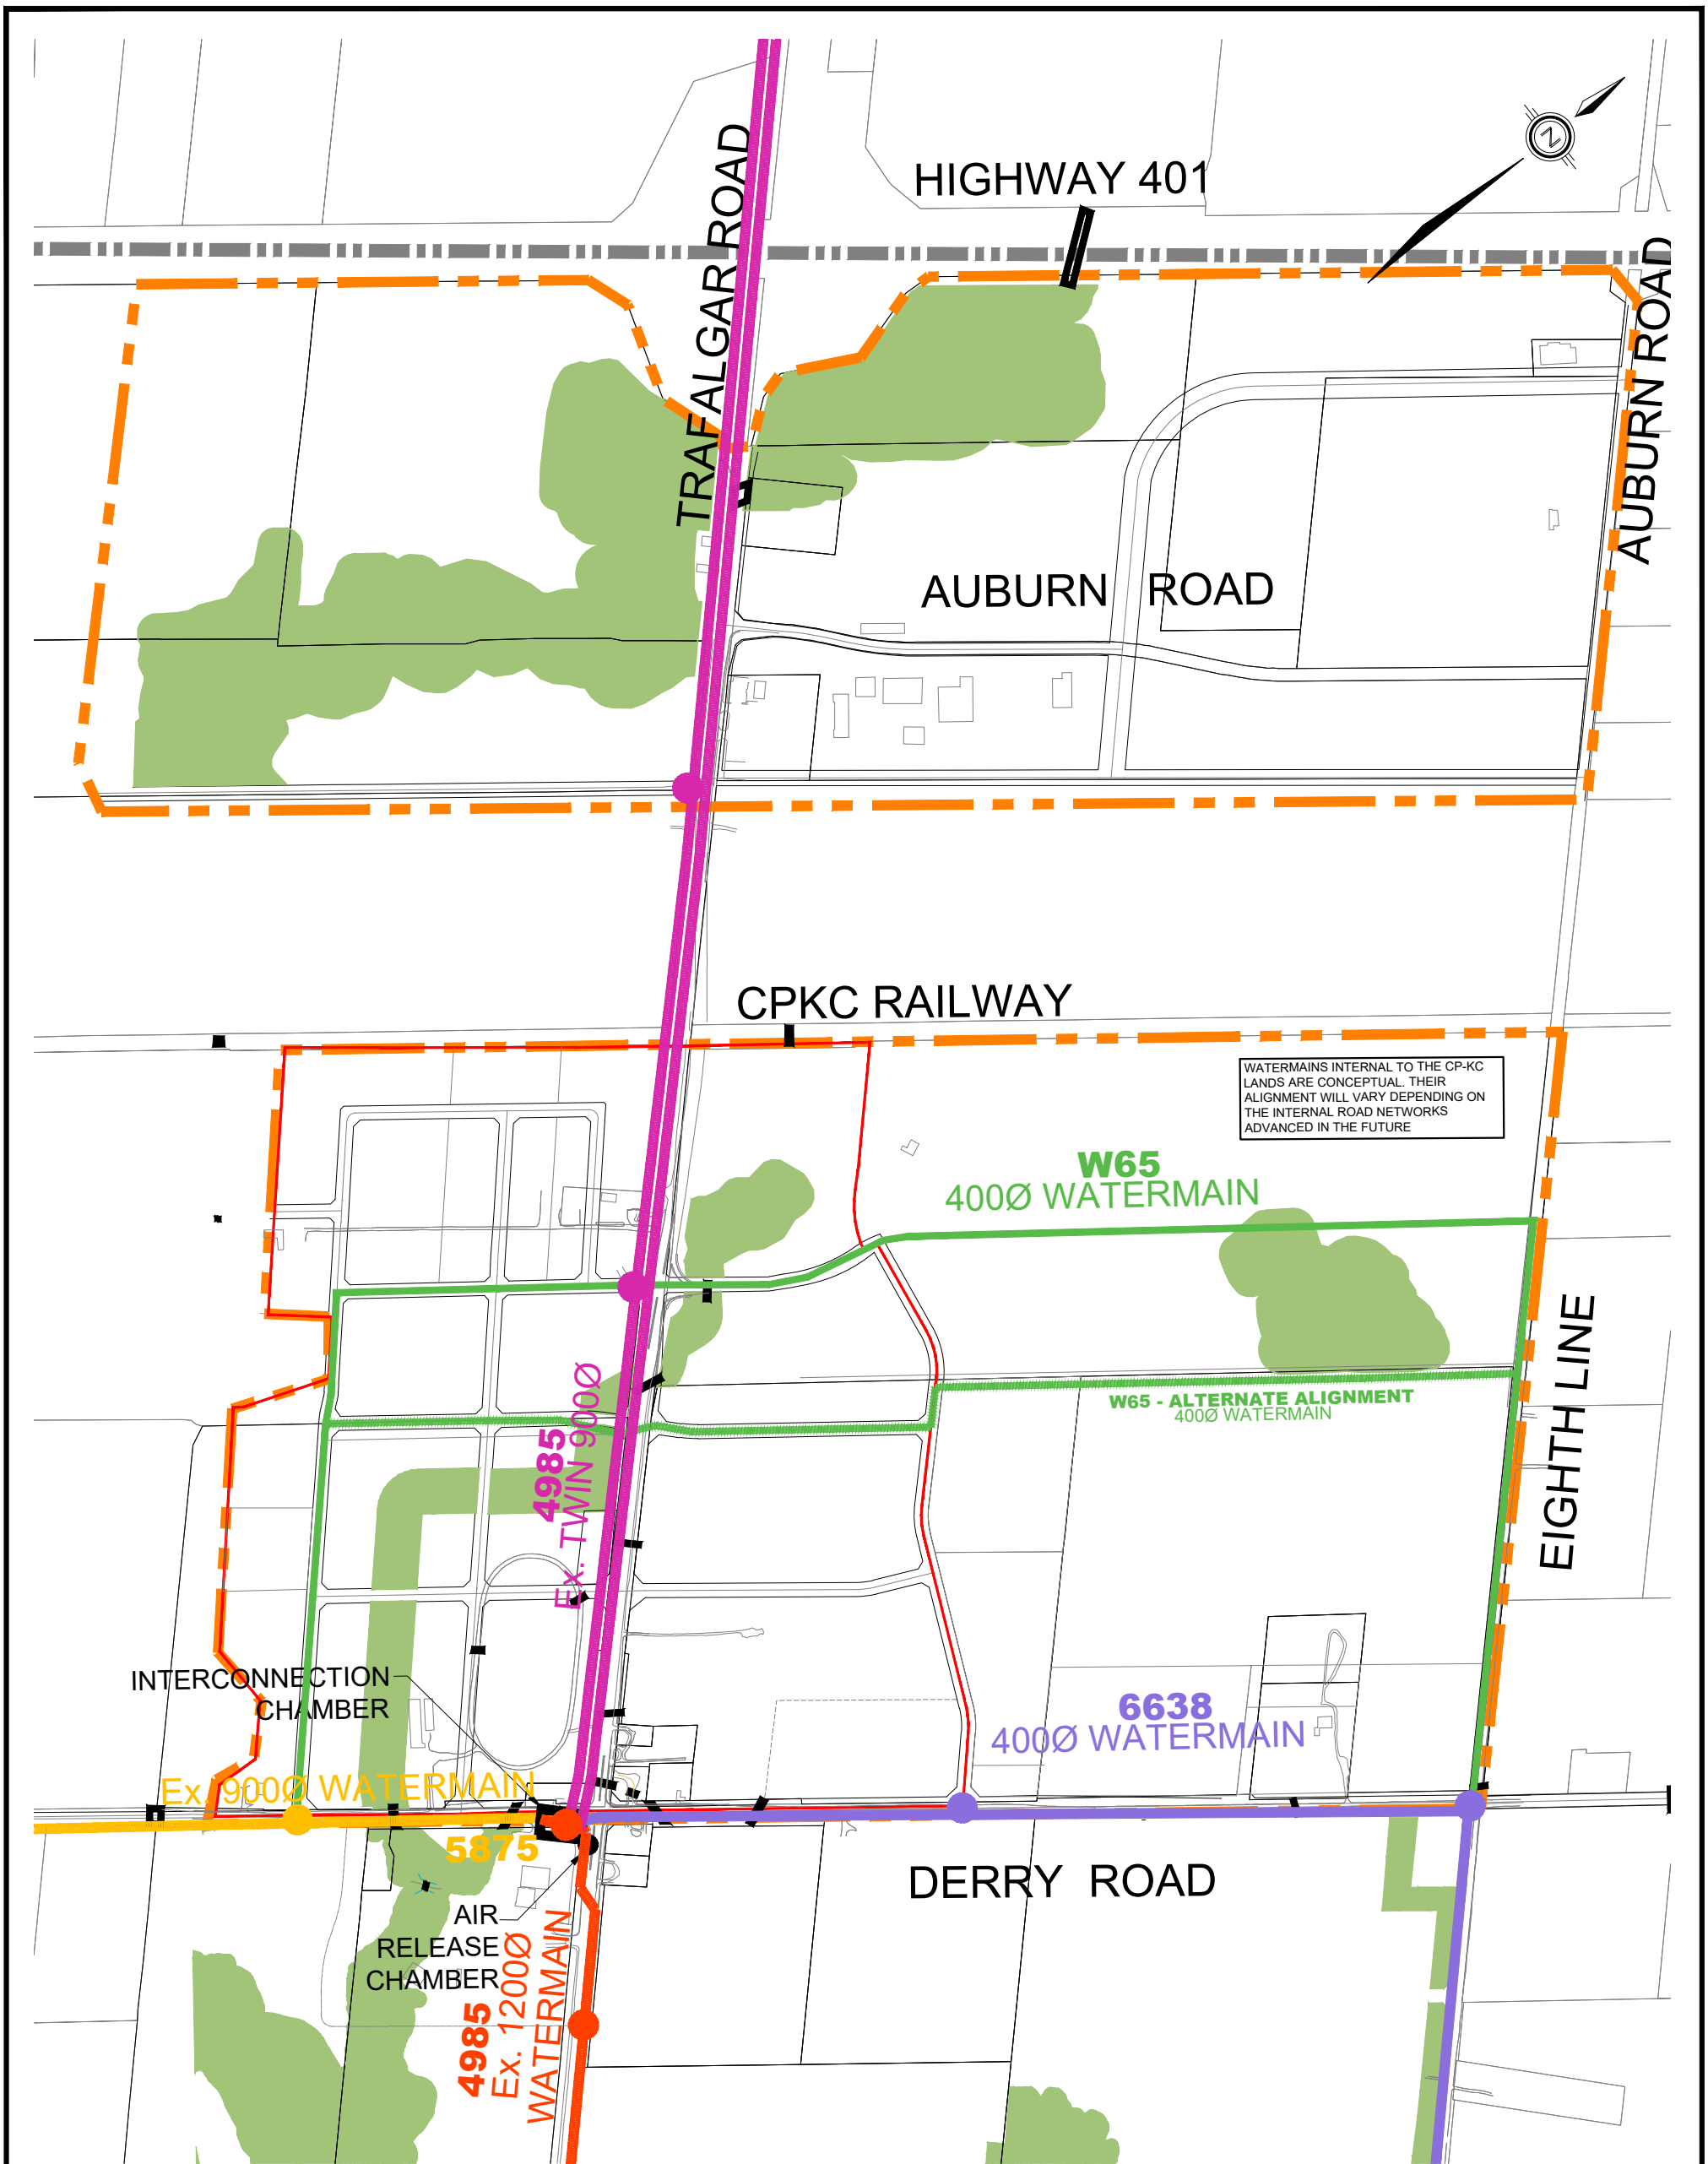 HIGHWAY 401
TRAFALGAR ROAD
AUBURN ROAD
AUBURN ROAD
CPKC RAILWAY
WATERMAINS INTERNAL TO THE CP-KC
LANDS ARE CONCEPTUAL. THEIR
ALIGNMENT WILL VARY DEPENDING ON
THE INTERNAL ROAD NETWORKS
ADVANCED IN THE FUTURE
W65
400Ø WATERMAIN
W65 - ALTERNATE ALIGNMENT
400Ø WATERMAIN
EIGHTH LINE
4985
Ex. TWIN 900Ø
INTERCONNECTION
CHAMBER
6638
400Ø WATERMAIN
Ex. 900Ø WATERMAIN
5875
DERRY ROAD
AIR
RELEASE
CHAMBER
4985
Ex. 1200Ø
WATERMAIN
N